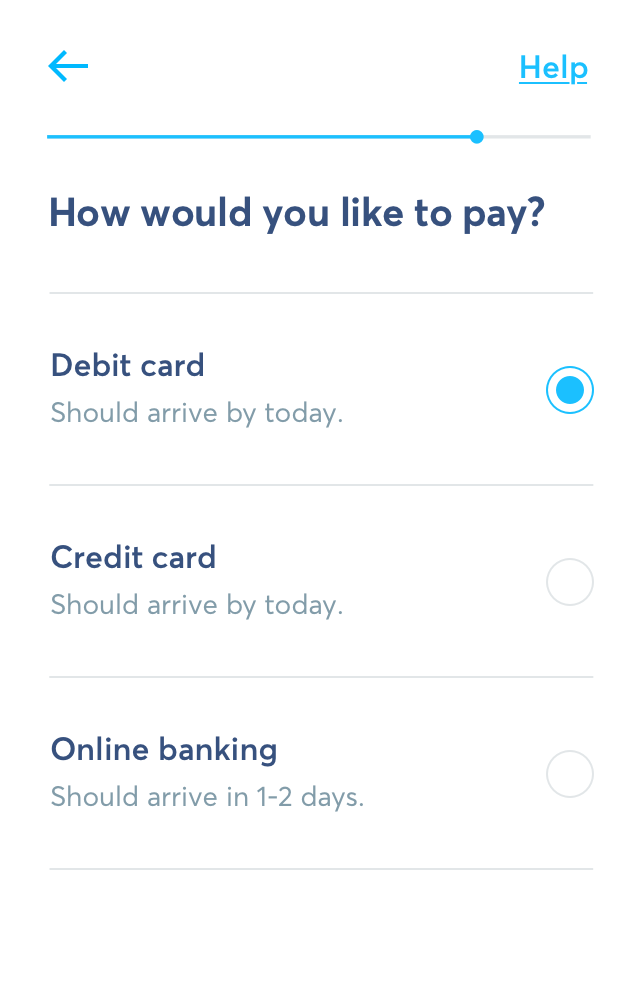 Help
How would you like to pay?
Debit card
Should arrive by today.
Credit card
Should arrive by today.
Online banking
Should arrive in 1-2 days.